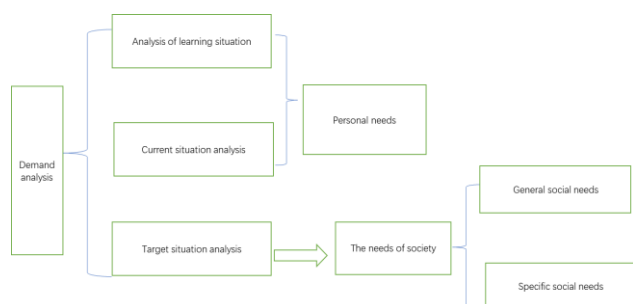 Analysis of learning situation
Personal needs
Current situation analysis
Demand
analysis
General social needs
Target situation analysis
The needs of society
Specific social needs